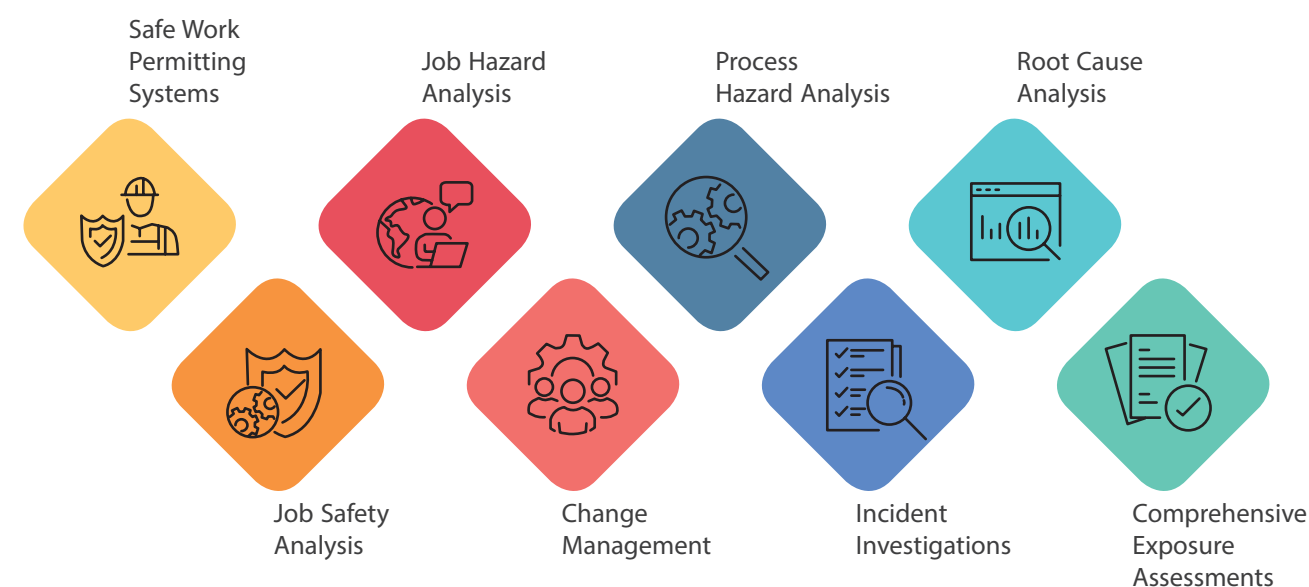 Safe Work
Permitting
Systems
Job Hazard
Analysis
Process
Hazard Analysis
Root Cause
Analysis
Job Safety
Analysis
Change
Management
Incident
Investigations
Comprehensive
Exposure
Assessments